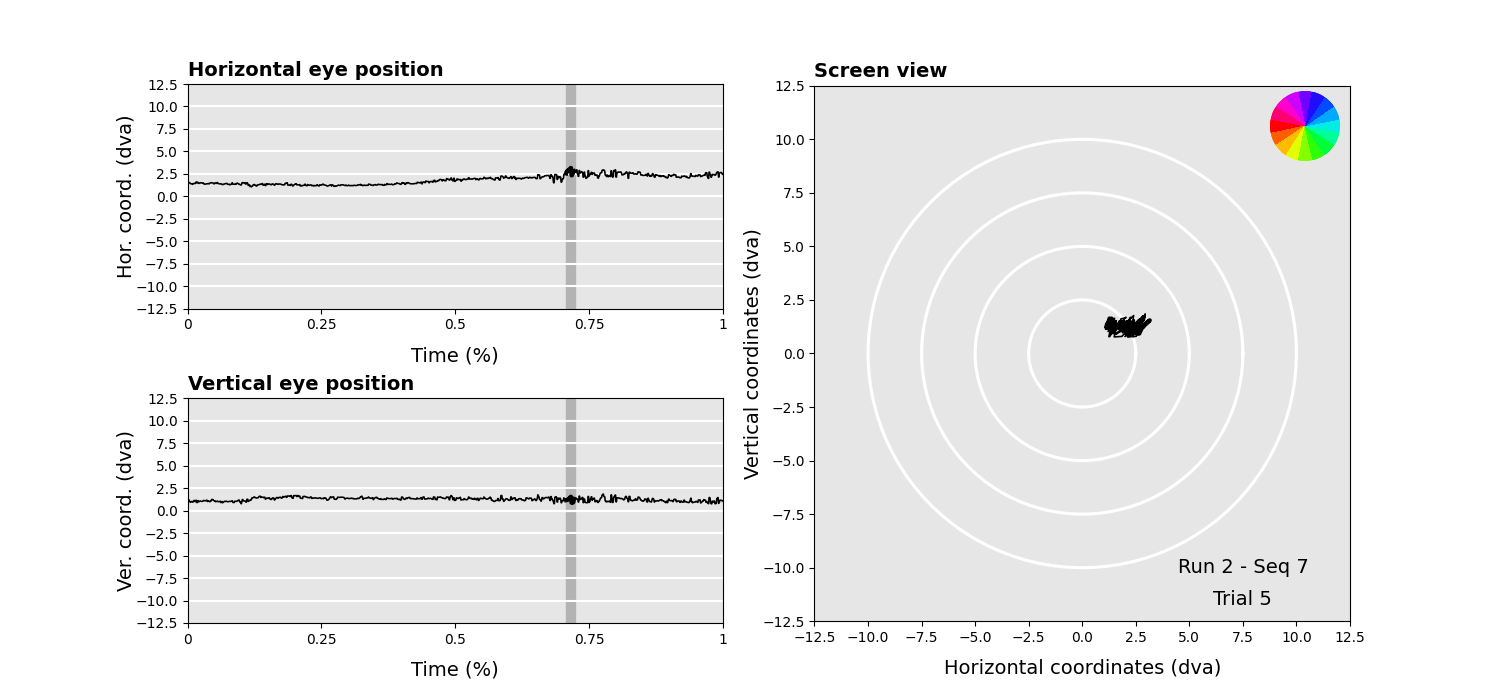 Horizontal eye position
Hor. coord. (dva)
12.5
10.0
7.5
5.0
2.5
0.0
−2.5
−5.0
−7.5
−10.0
−12.5
0 0.25 0.5 0.75 1
Time (%)
Vertical eye position
Ver. coord. (dva)
12.5
10.0
7.5
5.0
2.5
0.0
−2.5
−5.0
−7.5
−10.0
−12.5
0 0.25 0.5 0.75 1
Time (%)
Screen view
Vertical coordinates (dva)
12.5
10.0
7.5
5.0
2.5
0.0
−2.5
−5.0
−7.5
−10.0
−12.5
Run 2 - Seq 7
Trial 5
−12.5 −10.0 −7.5 −5.0 −2.5 0.0 2.5 5.0 7.5 10.0 12.5
Horizontal coordinates (dva)